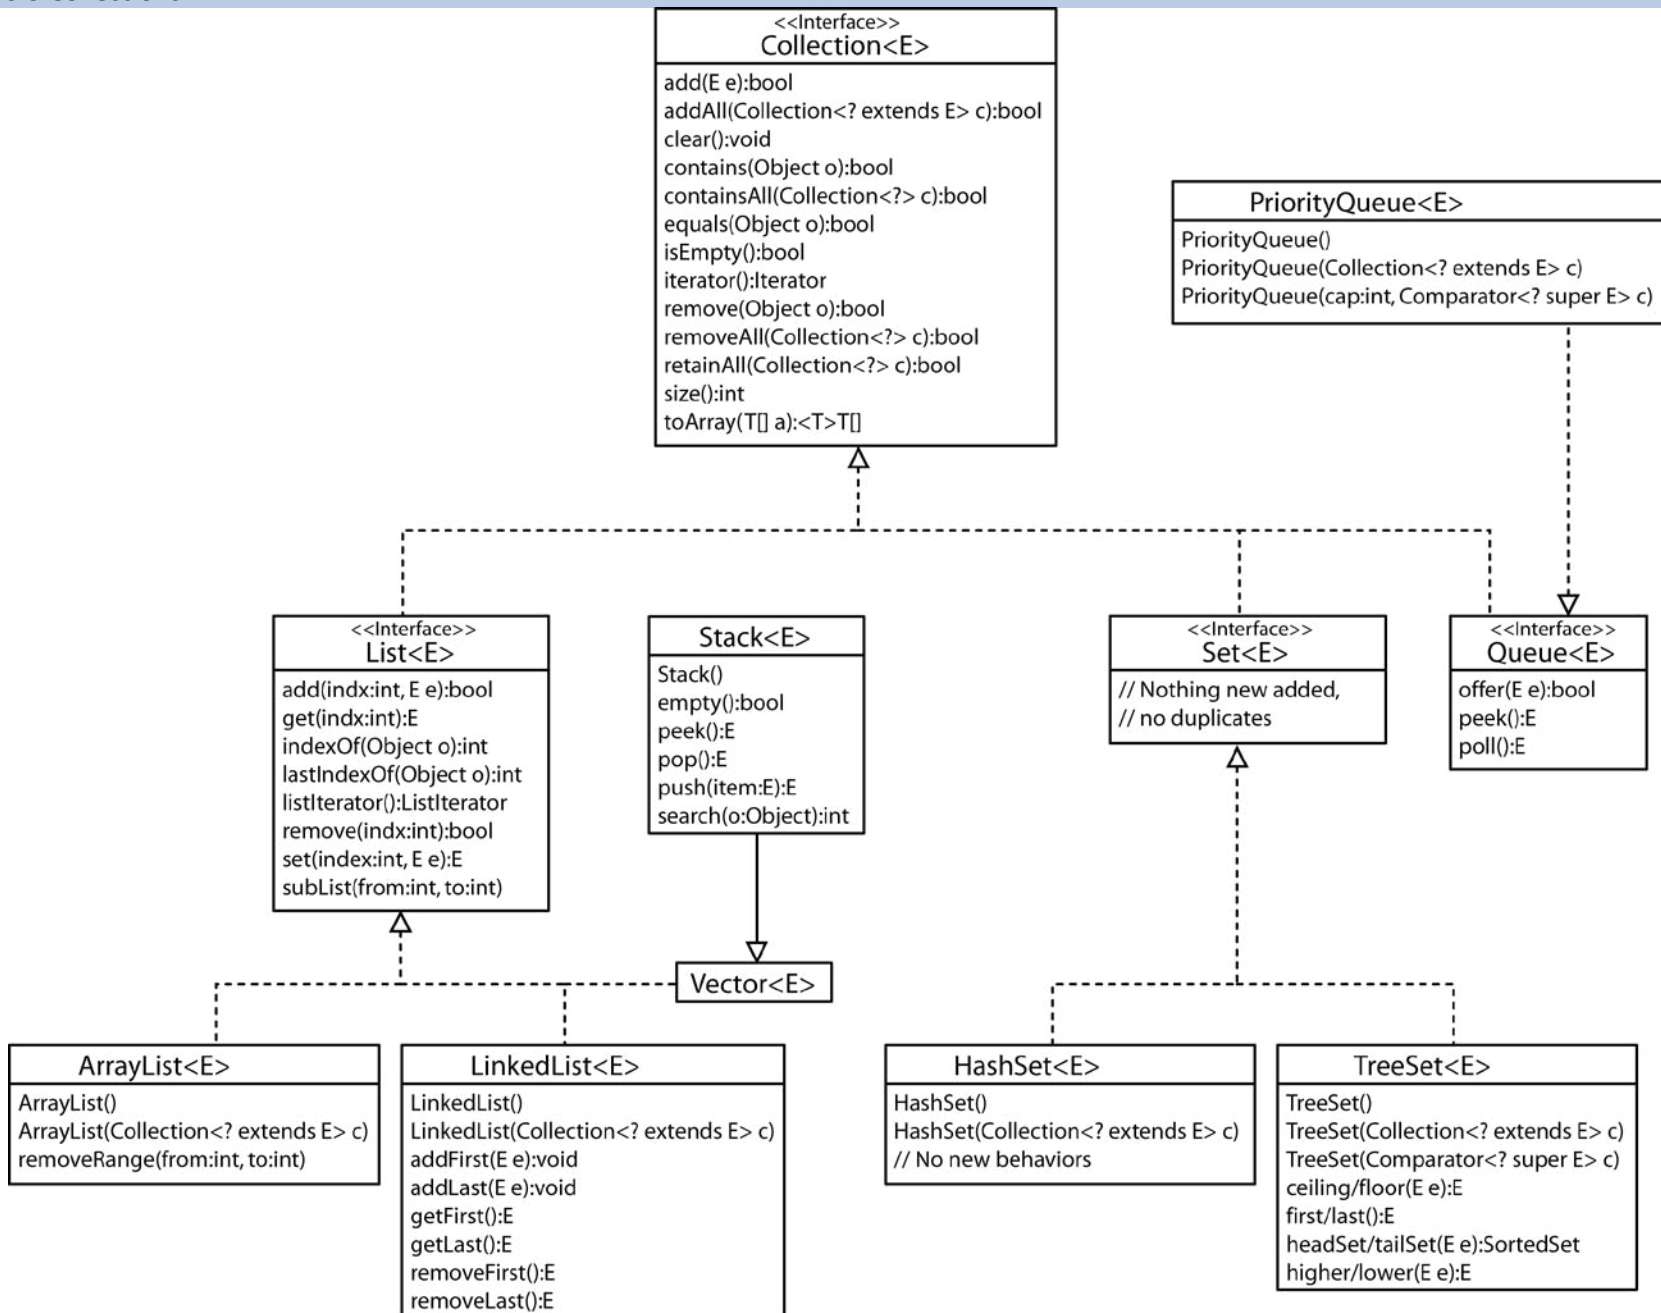 <<Interface>>
Collection<E>
add(E e):bool
addAll(Collection<? extends E> c):bool
clear():void
contains(Object o):bool
containsAll(Collection<?> c):bool
equals(Object o):bool
isEmpty():bool
iterator():Iterator
remove(Object o):bool
removeAll(Collection<?> c):bool
retainAll(Collection<?> c):bool
size():int
toArray(T[] a):<T>T[]
PriorityQueue<E>
PriorityQueue()
PriorityQueue(Collection<? extends E> c)
PriorityQueue(cap:int, Comparator<? super E> c)
<<Interface>>
List<E>
add(indx:int, E e):bool
get(indx:int):E
indexOf(Object o):int
lastIndexOf(Object o):int
listIterator():ListIterator
remove(indx:int):bool
set(index:int, E e):E
subList(from:int, to:int)
Stack<E>
Stack()
empty():bool
peek():E
pop():E
push(item:E):E
search(o:Object):int
<<Interface>>
Set<E>
// Nothing new added,
// no duplicates
<<Interface>>
Queue<E>
offer(E e):bool
peek():E
poll():E
Vector<E>
ArrayList<E>
ArrayList()
ArrayList(Collection<? extends E> c)
removeRange(from:int, to:int)
LinkedList<E>
LinkedList()
LinkedList(Collection<? extends E> c)
addFirst(E e):void
addLast(E e):void
getFirst():E
getLast():E
removeFirst():E
removeLast():E
HashSet<E>
HashSet()
HashSet(Collection<? extends E> c)
// No new behaviors
TreeSet<E>
TreeSet()
TreeSet(Collection<? extends E> c)
TreeSet(Comparator<? super E> c)
ceiling/floor(E e):E
first/last():E
headSet/tailSet(E e):SortedSet
higher/lower(E e):E